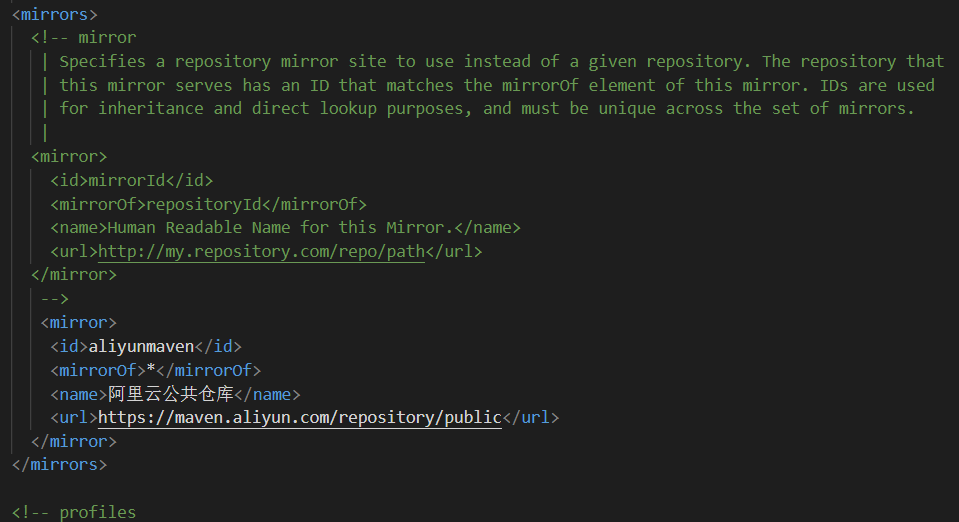 <mirrors>
<!-- mirror
| Specifies a repository mirror site to use instead of a given repository. The repository that
| this mirror serves has an ID that matches the mirrorOf element of this mirror. IDs are used
| for inheritance and direct lookup purposes, and must be unique across the set of mirrors.
|
<mirror>
<id>mirrorId</id>
<mirrorOf>repositoryId</mirrorOf>
<name>Human Readable Name for this Mirror.</name>
<url>http://my.repository.com/repo/path</url>
</mirror>
-->
<mirror>
<id>aliyunmaven</id>
<mirrorOf>*</mirrorOf>
<name>阿里云公共仓库</name>
<url>https://maven.aliyun.com/repository/public</url>
</mirror>
</mirrors>
<!-- profiles